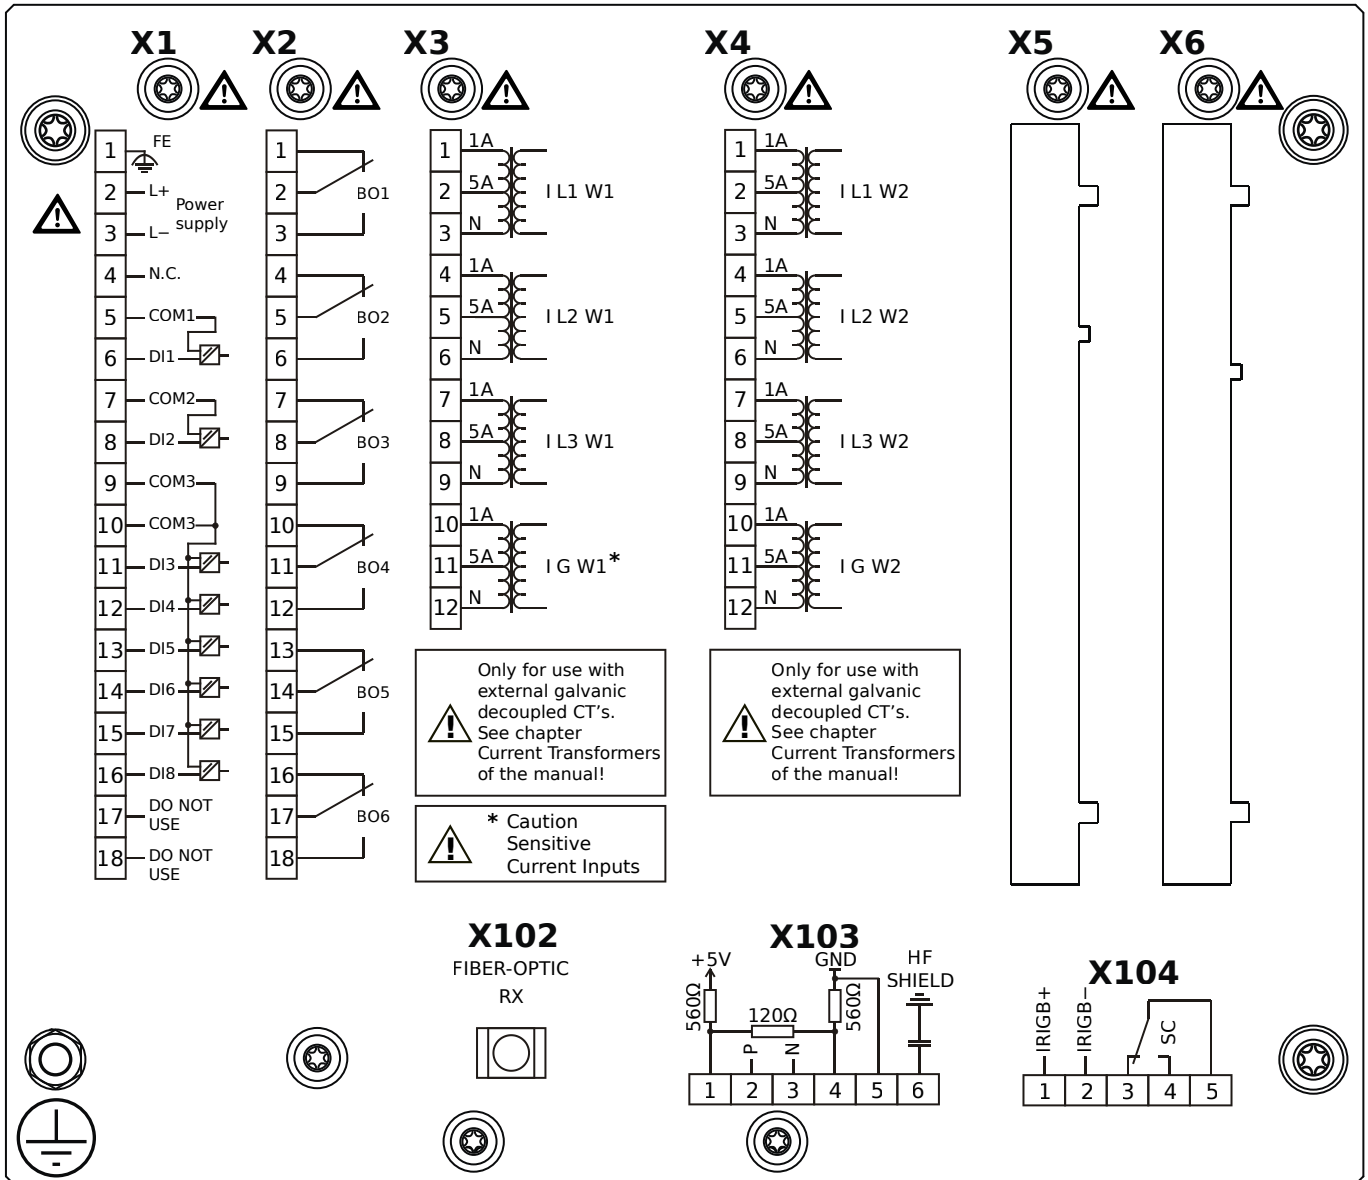 X1
X2
X3
X4
X5
X6
1 FE
2 L+
Power
supply
3 L−
4 N.C.
5 COM1
6 DI1
7 COM2
8 DI2
9 COM3
10 COM3
11 DI3
12 DI4
13 DI5
14 DI6
15 DI7
16 DI8
17 DO NOT
USE
18 DO NOT
USE
1
2 BO1
3
4
5 BO2
6
7
8 BO3
9
10
11 BO4
12
13
14 BO5
15
16
17 BO6
18
1 1A
2 5A I L1 W1
3 N
4 1A
5 5A I L2 W1
6 N
7 1A
8 5A I L3 W1
9 N
10 1A
11 5A I G W1*
12 N
Only for use with
external galvanic
decoupled CT's.
See chapter
Current Transformers
of the manual!
* Caution
Sensitive
Current Inputs
1 1A
2 5A I L1 W2
3 N
4 1A
5 5A I L2 W2
6 N
7 1A
8 5A I L3 W2
9 N
10 1A
11 5A I G W2
12 N
Only for use with
external galvanic
decoupled CT's.
See chapter
Current Transformers
of the manual!
X102
FIBER-OPTIC
RX
X103
+5V
GND
HF
SHIELD
560Ω
120Ω
560Ω
P
N
1 2 3 4 5 6
X104
IRIGB+
IRIGB−
SC
1 2 3 4 5